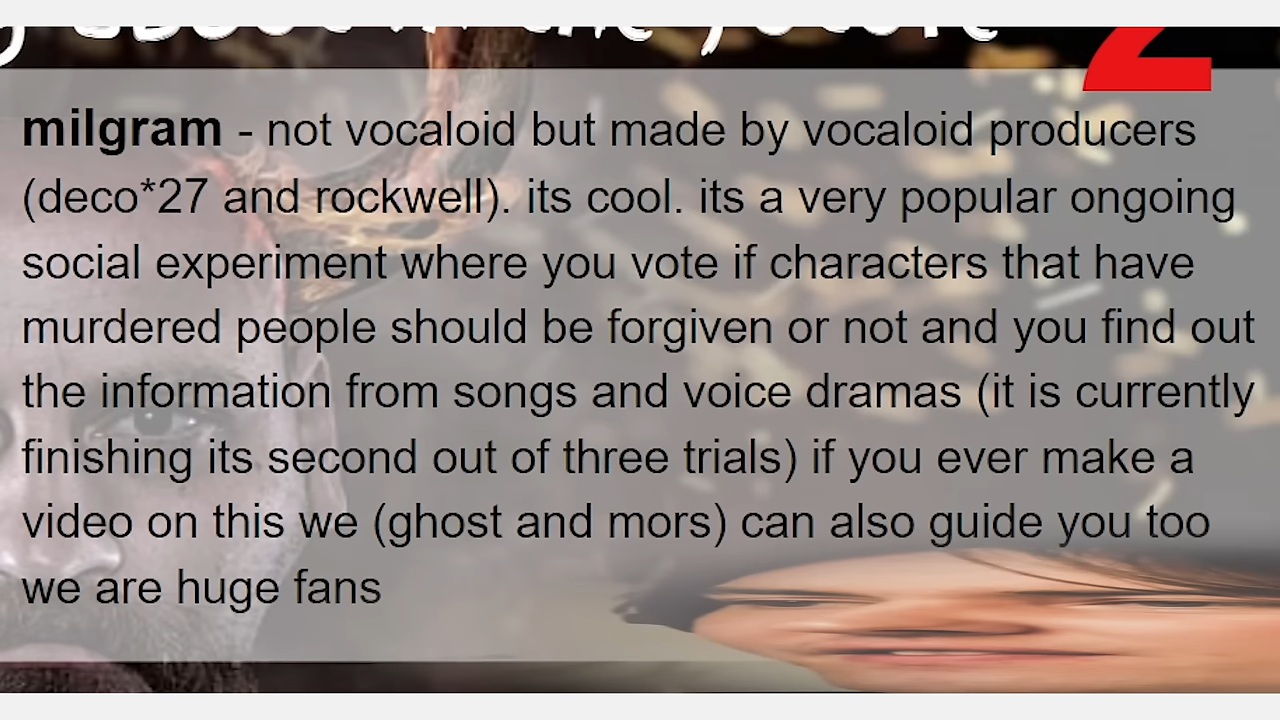 2
milgram - not vocaloid but made by vocaloid producers
(deco*27 and rockwell). its cool. its a very popular ongoing
social experiment where you vote if characters that have
murdered people should be forgiven or not and you find out
the information from songs and voice dramas (it is currently
finishing its second out of three trials) if you ever make a
video on this we (ghost and mors) can also guide you too
we are huge fans